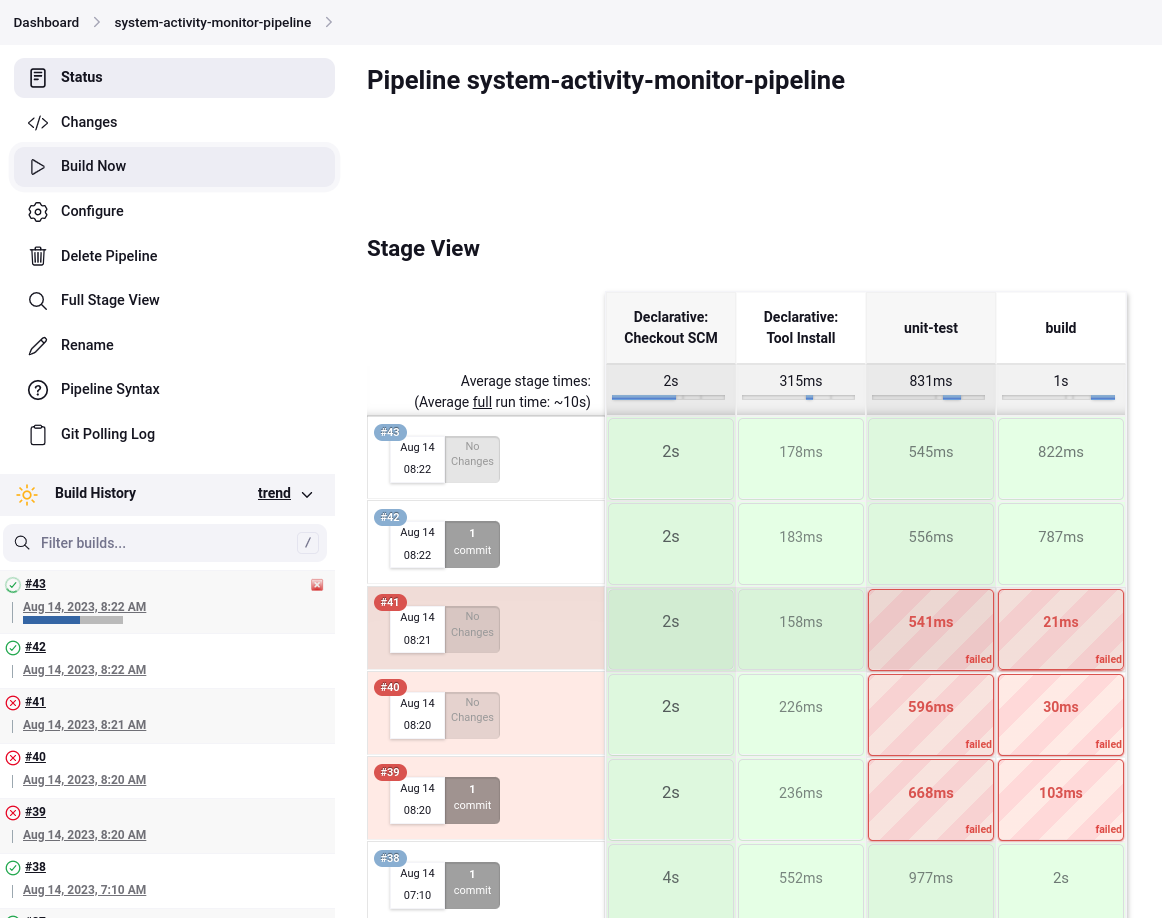 Dashboard
system-activity-monitor-pipeline
Status
Changes
Build Now
Configure
Delete Pipeline
Full Stage View
Rename
Pipeline Syntax
Git Polling Log
Build History
trend
Filter builds...
/
#43
Aug 14, 2023, 8:22 AM
#42
Aug 14, 2023, 8:22 AM
#41
Aug 14, 2023, 8:21 AM
#40
Aug 14, 2023, 8:20 AM
#39
Aug 14, 2023, 8:20 AM
#38
Aug 14, 2023, 7:10 AM
Pipeline system-activity-monitor-pipeline
Stage View
Declarative:
Checkout SCM
Declarative:
Tool Install
unit-test
build
Average stage times:
(Average full run time: ~10s)
2s
315ms
831ms
1s
#43
Aug 14
08:22
No
Changes
2s
178ms
545ms
822ms
#42
Aug 14
08:22
1
commit
2s
183ms
556ms
787ms
#41
Aug 14
08:21
No
Changes
2s
158ms
541ms
failed
21ms
failed
#40
Aug 14
08:20
No
Changes
2s
226ms
596ms
failed
30ms
failed
#39
Aug 14
08:20
1
commit
2s
236ms
668ms
failed
103ms
failed
#38
Aug 14
07:10
1
commit
4s
552ms
977ms
2s